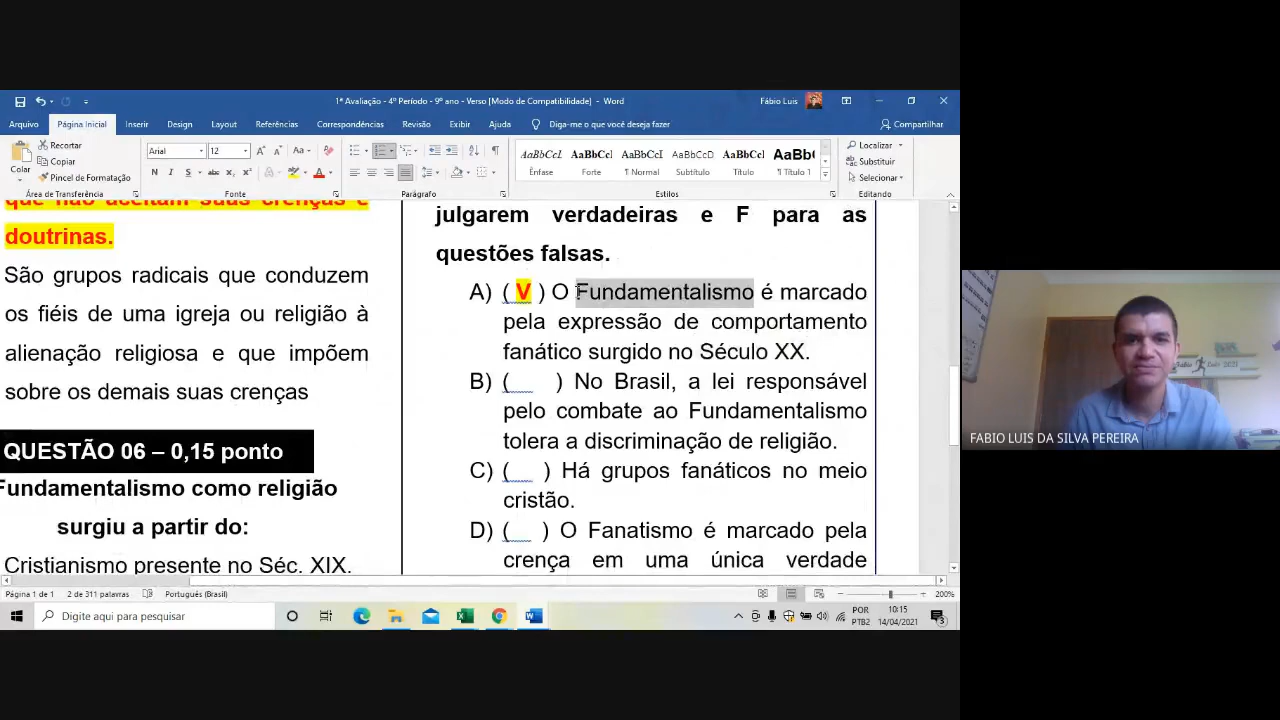 1ª Avaliação - 4º Período - 9º ano - Verso [Modo de Compatibilidade] - Word
Fábio Luis
Arquivo
Página Inicial
Inserir
Design
Layout
Referências
Correspondências
Revisão
Exibir
Ajuda
Diga-me o que você deseja fazer
Compartilhar
Colar
Recortar
Copiar
Pincel de Formatação
Área de Transferência
Arial
12
Fonte
Parágrafo
AaBbCcI AaBbCc AaBbCcI AaBbCcD AaBbCcI AaBb(
Ênfase
Forte
¶ Normal
Subtítulo
Título
¶ Título 1
Estilos
Localizar
Substituir
Selecionar
Editando
que não aceitam suas crenças e
doutrinas.
São grupos radicais que conduzem
os fiéis de uma igreja ou religião à
alienação religiosa e que impõem
sobre os demais suas crenças
QUESTÃO 06 – 0,15 ponto
Fundamentalismo como religião
surgiu a partir do:
Cristianismo presente no Séc. XIX.
julgarem verdadeiras e F para as
questões falsas.
A) ( V ) O Fundamentalismo é marcado
pela expressão de comportamento
fanático surgido no Século XX.
B) ( ) No Brasil, a lei responsável
pelo combate ao Fundamentalismo
tolera a discriminação de religião.
C) ( ) Há grupos fanáticos no meio
cristão.
D) ( ) O Fanatismo é marcado pela
crença em uma única verdade
Página 1 de 1
2 de 311 palavras
Português (Brasil)
200%
Digite aqui para pesquisar
POR
PTB2
10:15
14/04/2021
3
FABIO LUIS DA SILVA PEREIRA